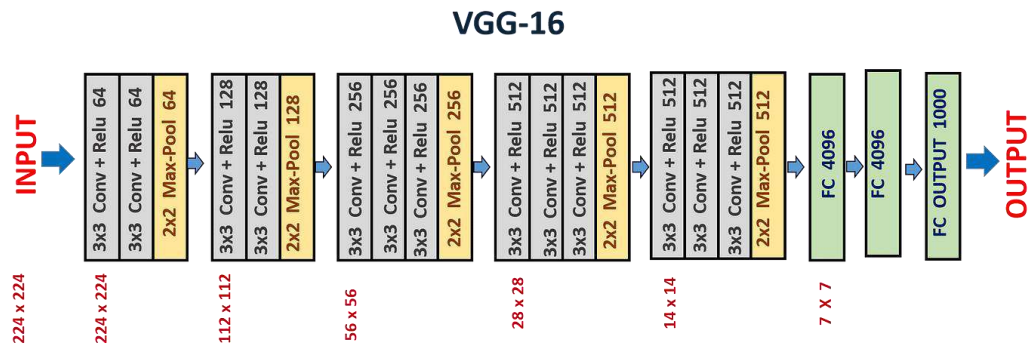 VGG-16
INPUT
3x3 Conv + Relu 64
3x3 Conv + Relu 64
2x2 Max-Pool 64
3x3 Conv + Relu 128
3x3 Conv + Relu 128
2x2 Max-Pool 128
3x3 Conv + Relu 256
3x3 Conv + Relu 256
3x3 Conv + Relu 256
2x2 Max-Pool 256
3x3 Conv + Relu 512
3x3 Conv + Relu 512
3x3 Conv + Relu 512
2x2 Max-Pool 512
3x3 Conv + Relu 512
3x3 Conv + Relu 512
3x3 Conv + Relu 512
2x2 Max-Pool 512
FC 4096
FC 4096
FC OUTPUT 1000
OUTPUT
224 x 224
224 x 224
112 x 112
56 x 56
28 x 28
14 x 14
7 X 7